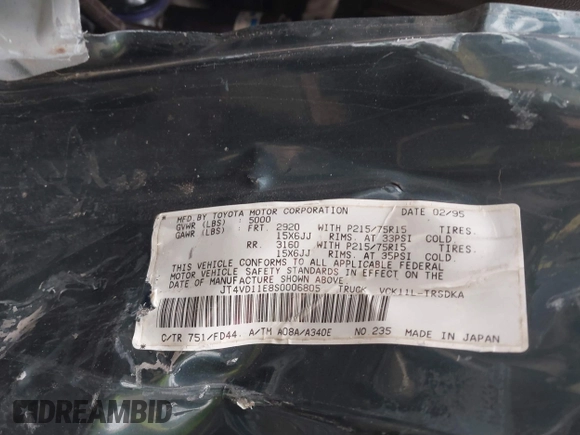 MFD.BY TOYOTA MOTOR CORPORATION DATE 02/95
GVWR (LBS) : 5000
GAWR (LBS) : FRT. 2920 WITH P215/75R15 TIRES.
15X6JJ RIMS. AT 33PSI COLD
RR. 3160 WITH P215/75R15 TIRES.
15X6JJ RIMS. AT 35PSI COLD
THIS VEHICLE CONFORMS TO ALL APPLICABLE FEDERAL
MOTOR VEHICLE SAFETY STANDARDS IN EFFECT ON THE
DATE OF MANUFACTURE SHOWN ABOVE.
JT4VD11E8S0006805 TRUCK VCK11L-TRSDKA
C/TR 751/FD44 A/TM A08A/A340E NO 235 MADE IN JAPAN
DREAMBID